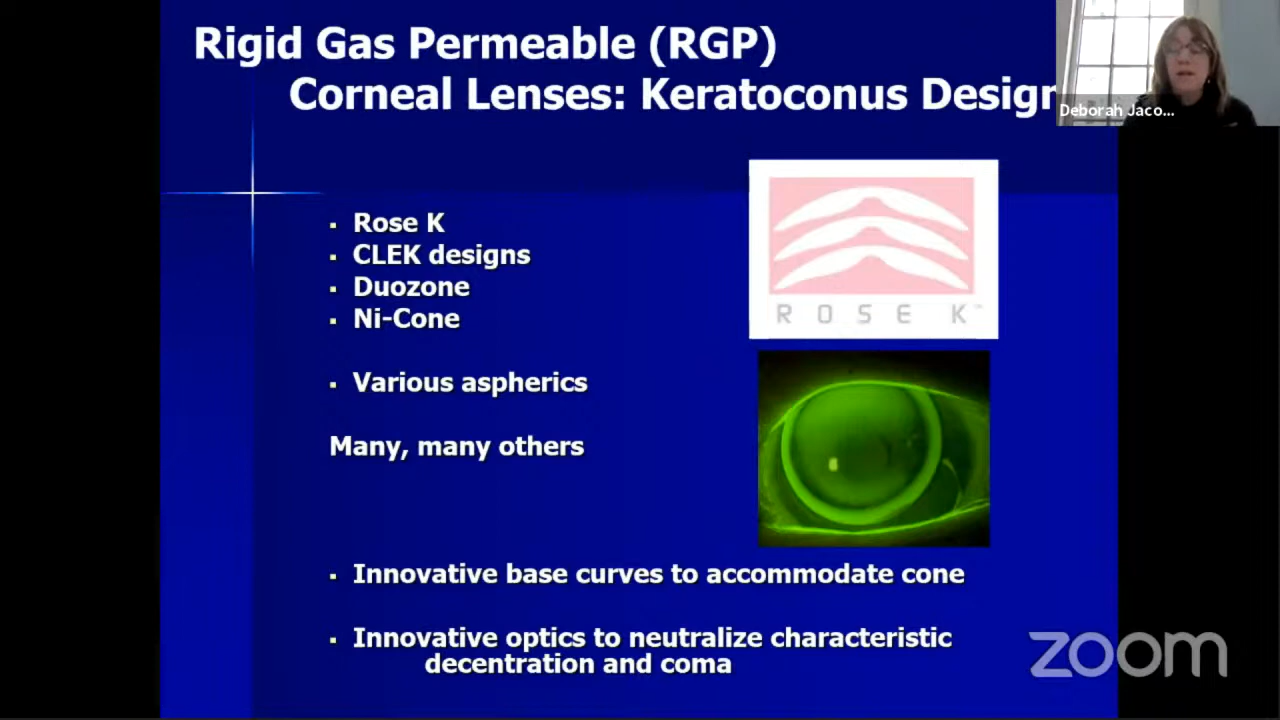 Rigid Gas Permeable (RGP)
Corneal Lenses: Keratoconus Design
Deborah Jaco...
▪ Rose K
▪ CLEK designs
▪ Duozone
▪ Ni-Cone
▪ Various aspherics
Many, many others
ROSE K™
▪ Innovative base curves to accommodate cone
▪ Innovative optics to neutralize characteristic
decentration and coma
zoom